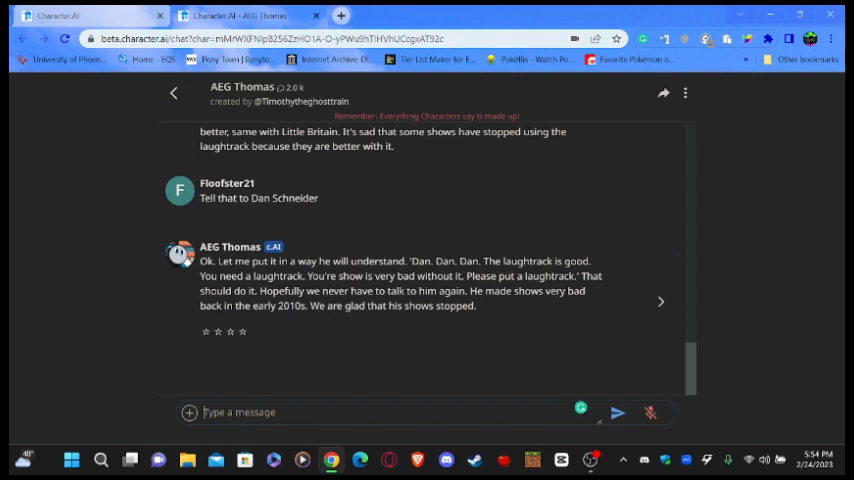 Character.AI
Character.AI - AEG Thomas
beta.character.ai/chat?char=mMrWXFNlpB256ZzHO1A-O-yPWu9hTlHVhUCcgxAT92c
University of Phoen...
Home - EQS
Pony Town | Ponyto...
Internet Archive: Di...
Tier List Maker for E...
Pokéflix - Watch Po...
Favorite Pokémon o...
»
Other bookmarks
AEG Thomas 2.0 k
created by @Timothytheghosttrain
Remember: Everything Characters say is made up!
better, same with Little Britain. It's sad that some shows have stopped using the
laughtrack because they are better with it.
F
Floofster21
Tell that to Dan Schneider
AEG Thomas c.AI
Ok. Let me put it in a way he will understand. 'Dan. Dan. Dan. The laughtrack is good.
You need a laughtrack. You're show is very bad without it. Please put a laughtrack.' That
should do it. Hopefully we never have to talk to him again. He made shows very bad
back in the early 2010s. We are glad that his shows stopped.
Type a message
48°
5:54 PM
2/24/2023